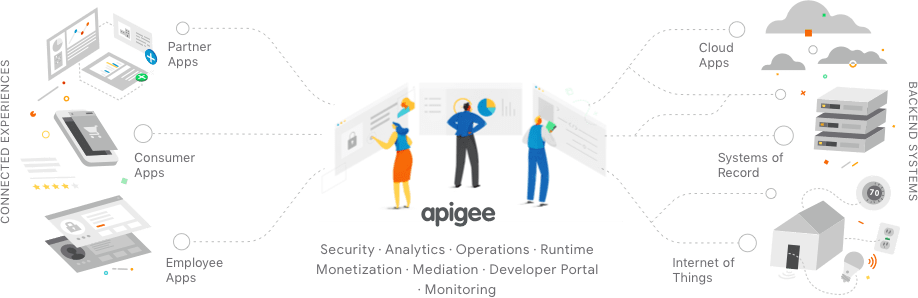 CONNECTED EXPERIENCES
Partner
Apps
Consumer
Apps
Employee
Apps
apigee
Security · Analytics · Operations · Runtime
Monetization · Mediation · Developer Portal
· Monitoring
Cloud
Apps
Systems of
Record
Internet of
Things
70
BACKEND SYSTEMS